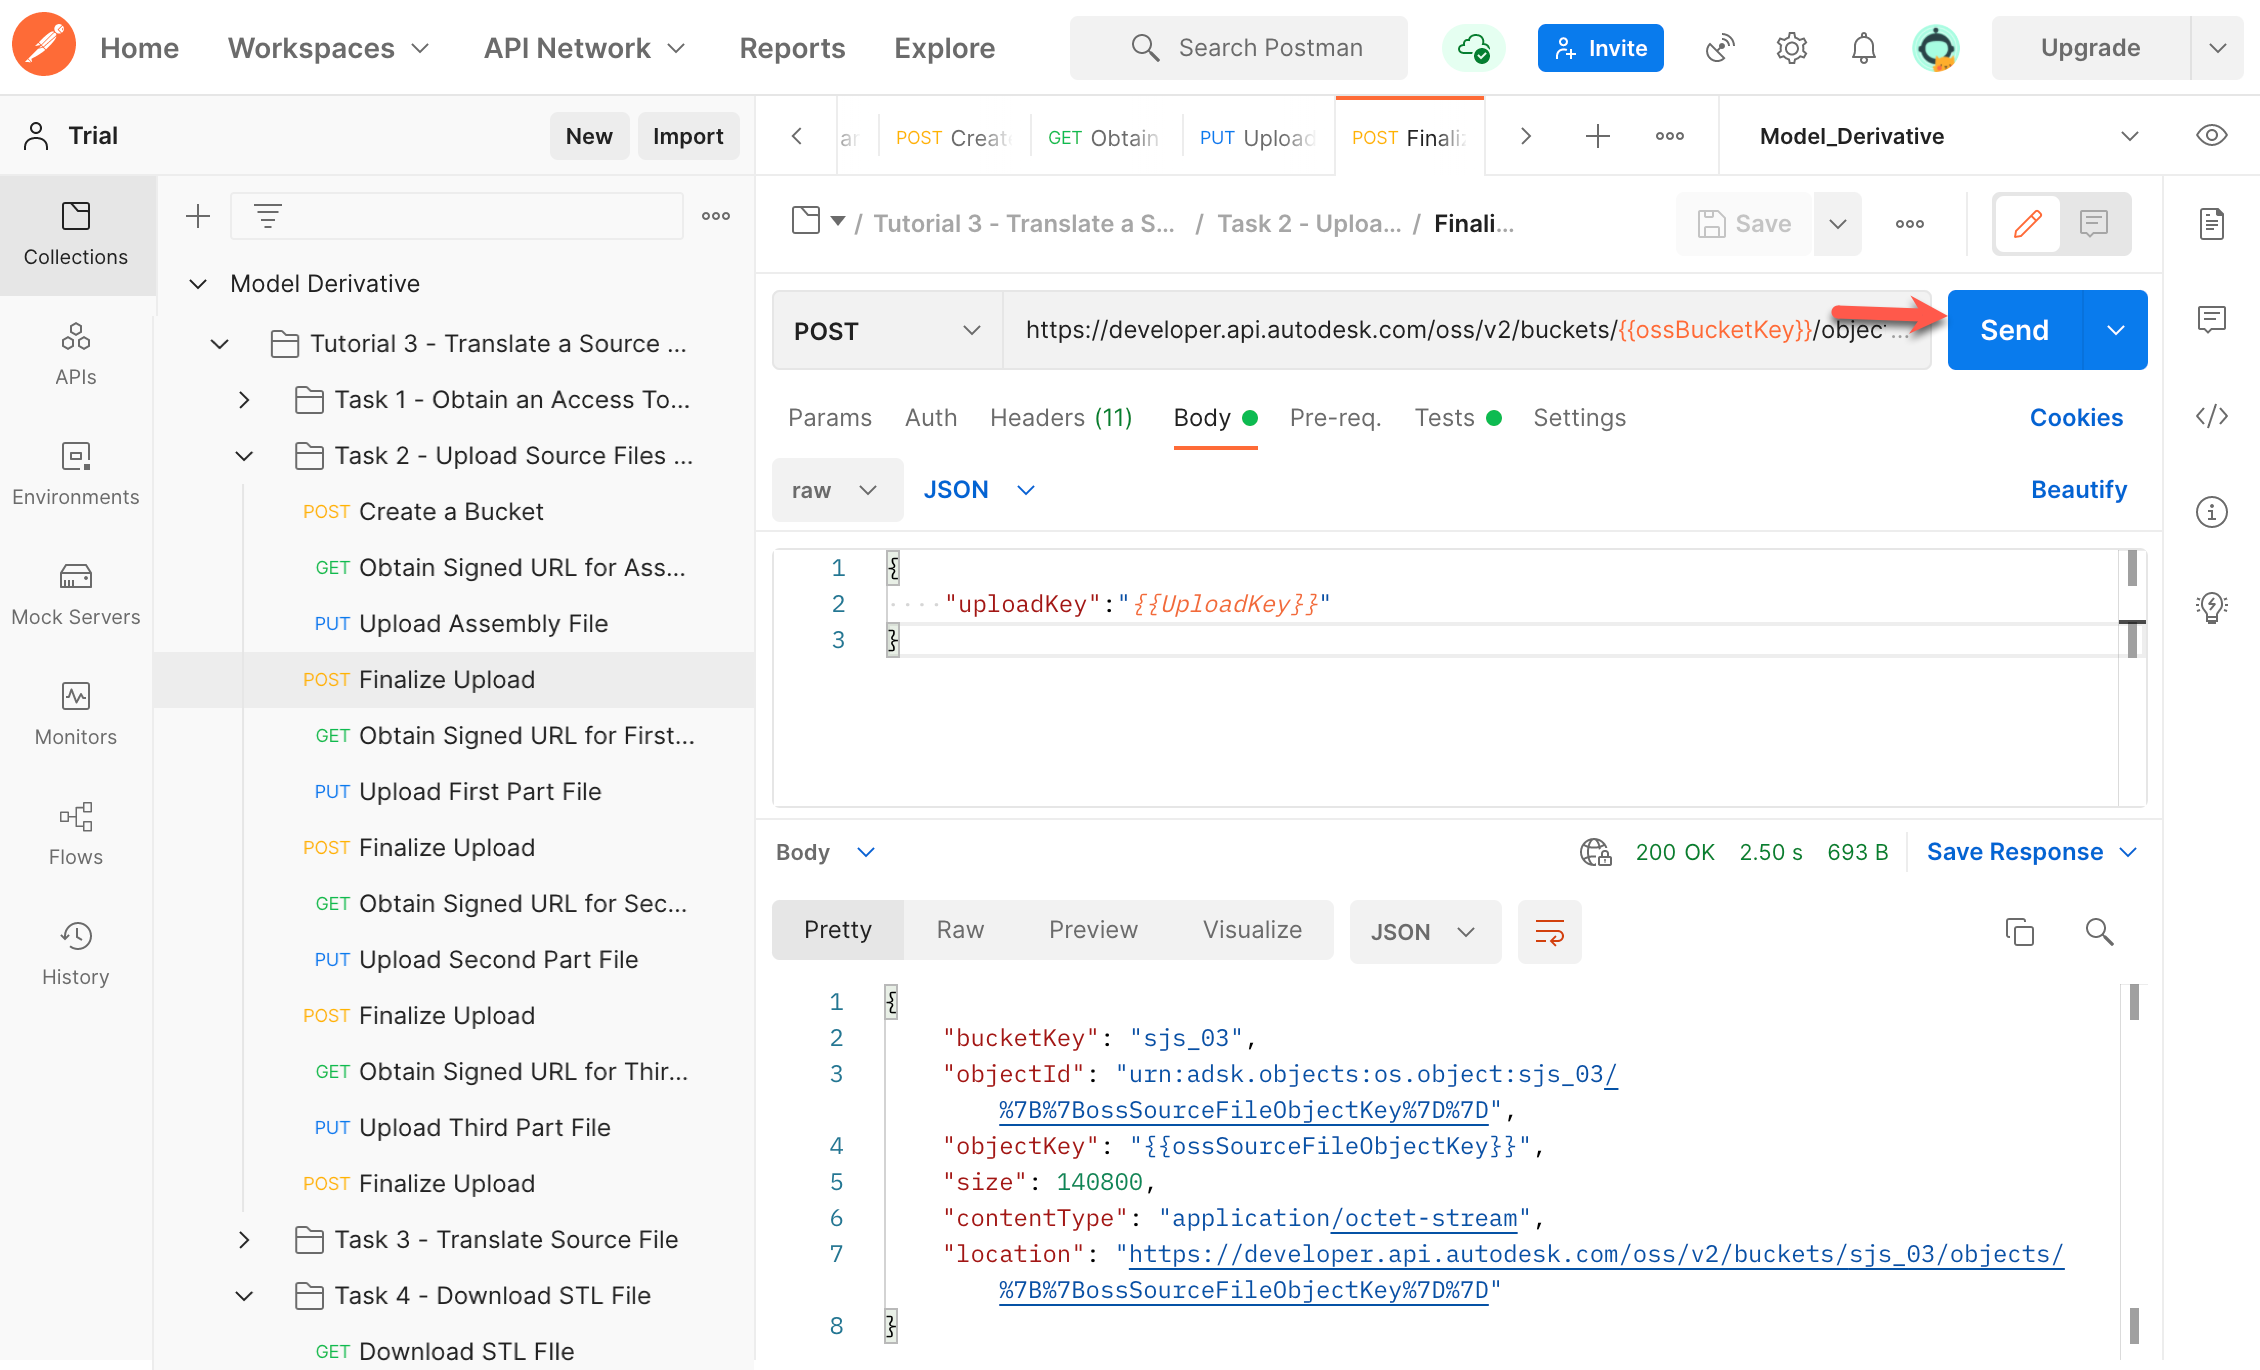 Home Workspaces API Network Reports Explore Search Postman Invite Upgrade
Trial New Import
POST Creat GET Obtain PUT Upload POST Finali Model_Derivative
/ Tutorial 3 - Translate a S... / Task 2 - Uploa... / Finali... Save
Collections
APIs
Environments
Mock Servers
Monitors
Flows
History
Model Derivative
Tutorial 3 - Translate a Source ...
Task 1 - Obtain an Access To...
Task 2 - Upload Source Files ...
POST Create a Bucket
GET Obtain Signed URL for Ass...
PUT Upload Assembly File
POST Finalize Upload
GET Obtain Signed URL for First...
PUT Upload First Part File
POST Finalize Upload
GET Obtain Signed URL for Sec...
PUT Upload Second Part File
POST Finalize Upload
GET Obtain Signed URL for Thir...
PUT Upload Third Part File
POST Finalize Upload
Task 3 - Translate Source File
Task 4 - Download STL File
GET Download STL FIle
POST https://developer.api.autodesk.com/oss/v2/buckets/{{ossBucketKey}}/objec ... Send
Params Auth Headers (11) Body Pre-req. Tests Settings Cookies
raw JSON Beautify
1 {
2 "uploadKey":"{{UploadKey}}"
3 }
Body 200 OK 2.50 s 693 B Save Response
Pretty Raw Preview Visualize JSON
1 {
2 "bucketKey": "sjs_03",
3 "objectId": "urn:adsk.objects:os.object:sjs_03/
%7B%7BossSourceFileObjectKey%7D%7D",
4 "objectKey": "{{ossSourceFileObjectKey}}",
5 "size": 140800,
6 "contentType": "application/octet-stream",
7 "location": "https://developer.api.autodesk.com/oss/v2/buckets/sjs_03/objects/
%7B%7BossSourceFileObjectKey%7D%7D"
8 }